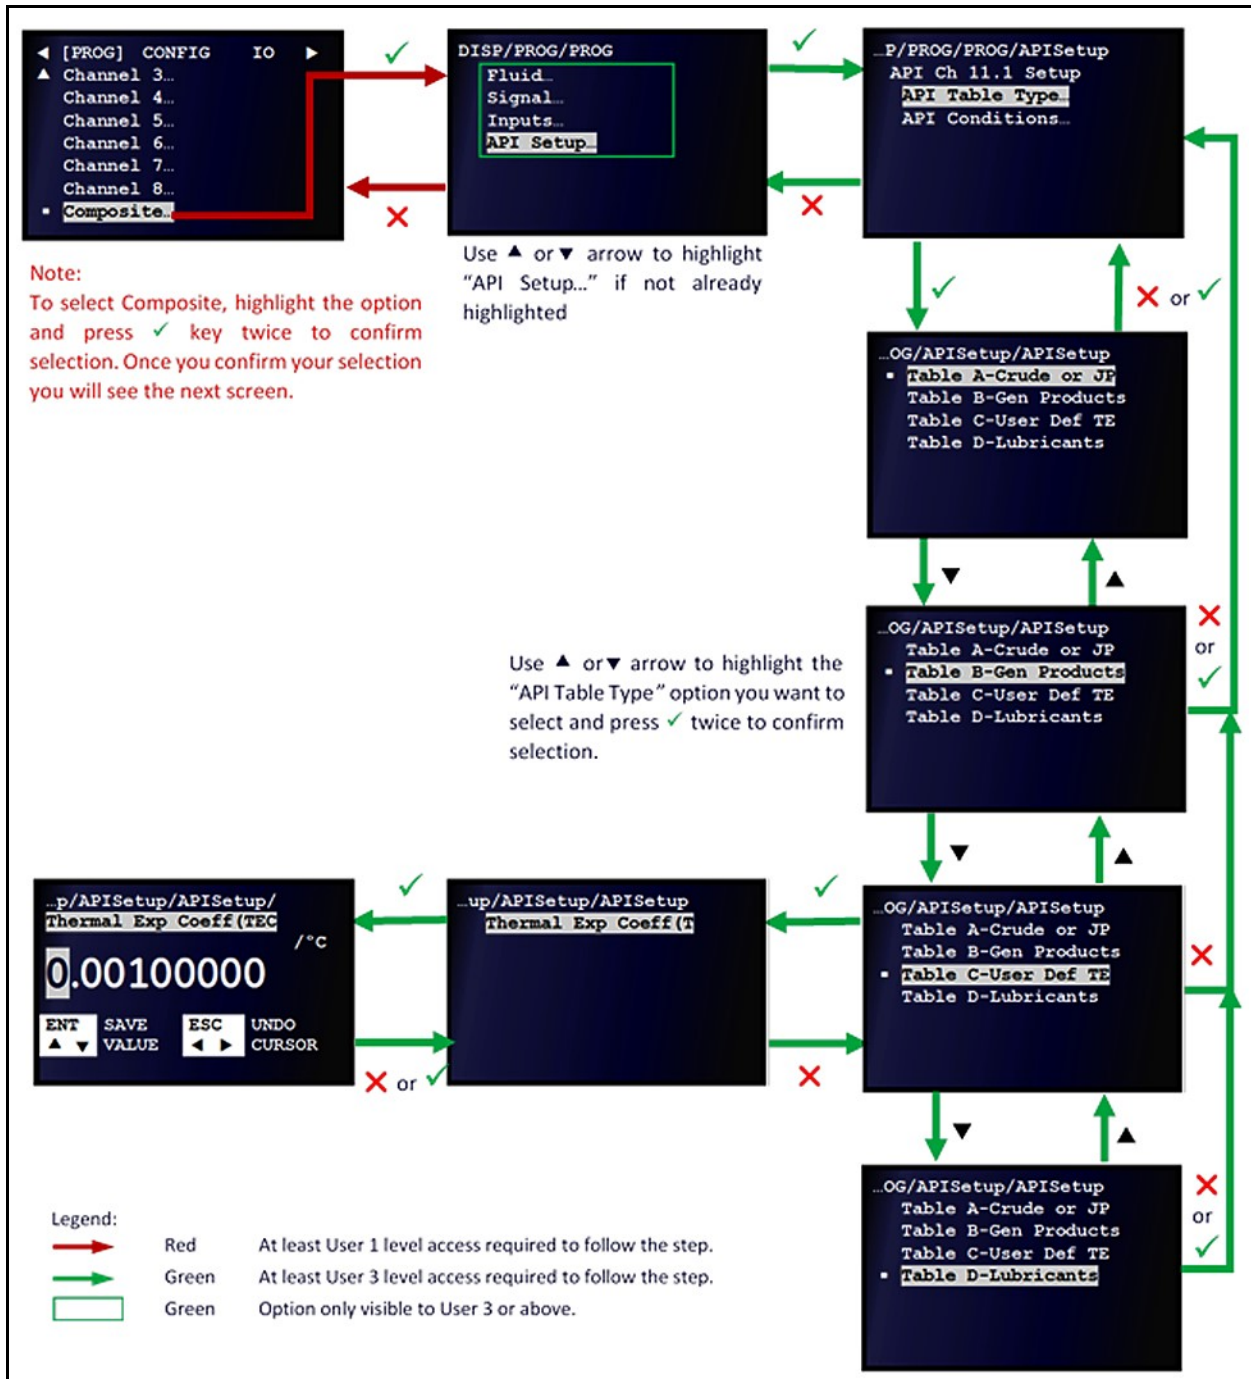 ◄ [PROG] CONFIG IO ►
▲ Channel 3…
Channel 4…
Channel 5…
Channel 6…
Channel 7…
Channel 8…
▪ Composite…
✓
✕
DISP/PROG/PROG
Fluid…
Signal…
Inputs…
API Setup…
✓
✕
…P/PROG/PROG/APISetup
API Ch 11.1 Setup
API Table Type…
API Conditions…
Note:
To select Composite, highlight the option
and press ✓ key twice to confirm
selection. Once you confirm your selection
you will see the next screen.
Use ▲ or ▼ arrow to highlight
“API Setup…” if not already
highlighted
✓
✕ or ✓
…OG/APISetup/APISetup
▪ Table A-Crude or JP
Table B-Gen Products
Table C-User Def TE
Table D-Lubricants
▼
▲
…OG/APISetup/APISetup
Table A-Crude or JP
▪ Table B-Gen Products
Table C-User Def TE
Table D-Lubricants
✕
or
✓
Use ▲ or ▼ arrow to highlight the
“API Table Type” option you want to
select and press ✓ twice to confirm
selection.
▼
▲
…p/APISetup/APISetup/
Thermal Exp Coeff(TEC
/°C
0.00100000
ENT SAVE ESC UNDO
▲ ▼ VALUE ◄ ► CURSOR
✓
✕ or ✓
…up/APISetup/APISetup
Thermal Exp Coeff(T
✓
✕
…OG/APISetup/APISetup
Table A-Crude or JP
Table B-Gen Products
▪ Table C-User Def TE
Table D-Lubricants
✕
▼
▲
…OG/APISetup/APISetup
Table A-Crude or JP
Table B-Gen Products
Table C-User Def TE
▪ Table D-Lubricants
✕
or
✓
Legend:
Red At least User 1 level access required to follow the step.
Green At least User 3 level access required to follow the step.
Green Option only visible to User 3 or above.